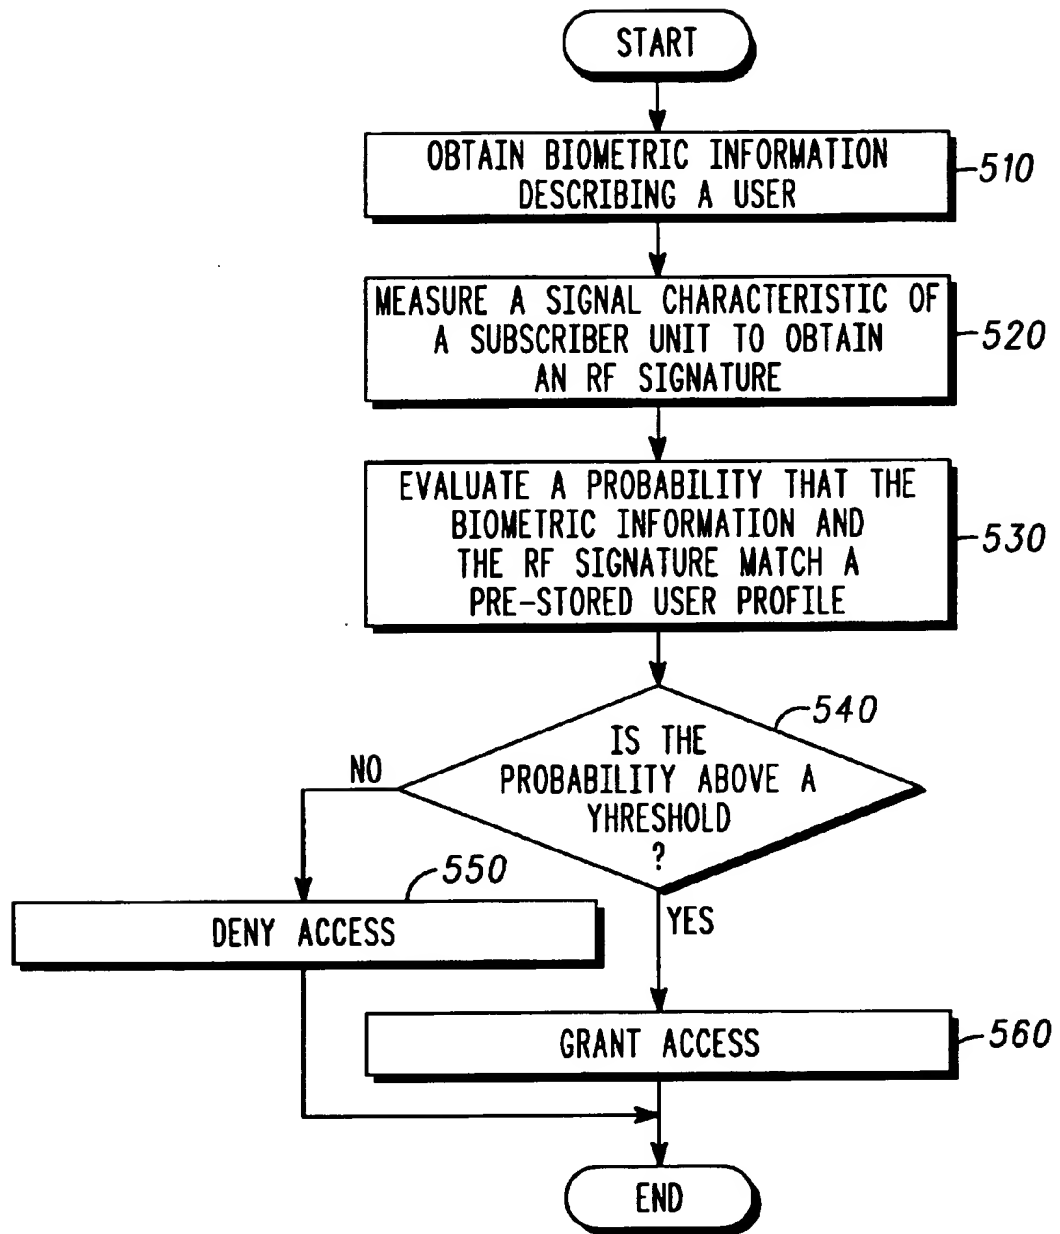 START
OBTAIN BIOMETRIC INFORMATION
DESCRIBING A USER
510
MEASURE A SIGNAL CHARACTERISTIC OF
A SUBSCRIBER UNIT TO OBTAIN
AN RF SIGNATURE
520
EVALUATE A PROBABILITY THAT THE
BIOMETRIC INFORMATION AND
THE RF SIGNATURE MATCH A
PRE-STORED USER PROFILE
530
540
IS THE
PROBABILITY ABOVE A
YHRESHOLD
?
NO
YES
550
DENY ACCESS
GRANT ACCESS
560
END